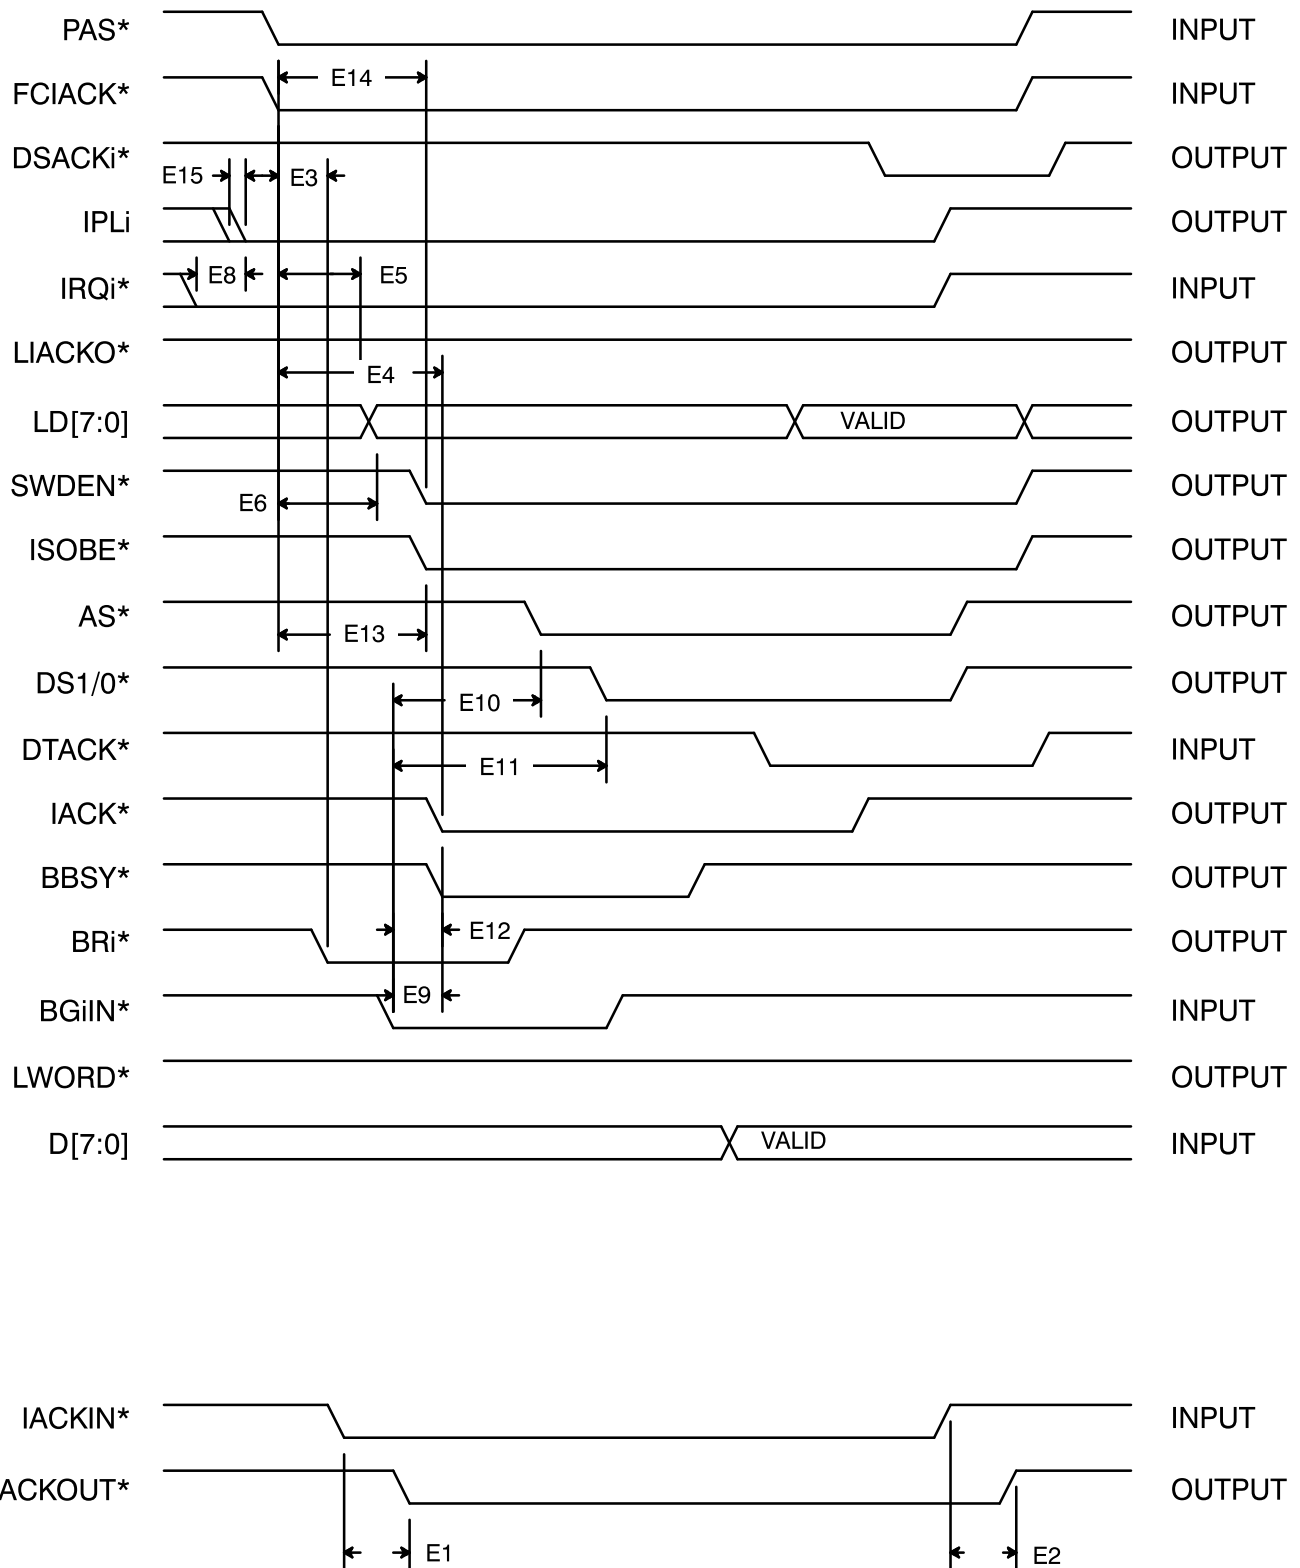 PAS* INPUT
E14
FCIACK* INPUT
DSACKi* OUTPUT
E15 E3
IPLi OUTPUT
E8 E5
IRQi* INPUT
LIACKO* OUTPUT
E4
LD[7:0] VALID OUTPUT
SWDEN* OUTPUT
E6
ISOBE* OUTPUT
AS* OUTPUT
E13
DS1/0* OUTPUT
E10
DTACK* INPUT
E11
IACK* OUTPUT
BBSY* OUTPUT
E12
BRi* OUTPUT
E9
BGiIN* INPUT
LWORD* OUTPUT
D[7:0] VALID INPUT
IACKIN* INPUT
ACKOUT* OUTPUT
E1 E2